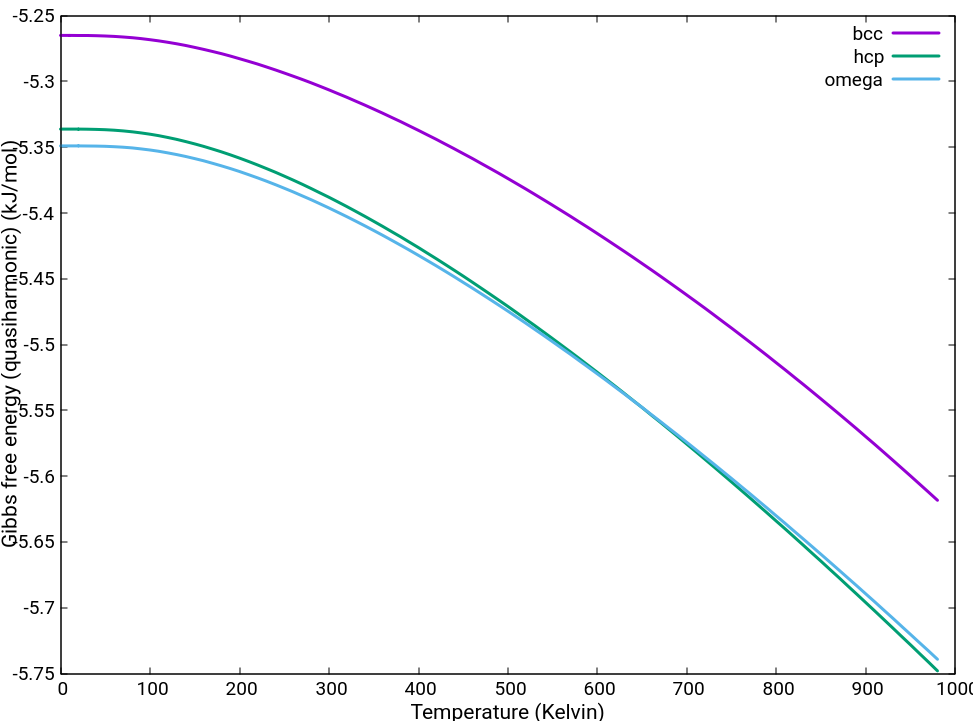 -5.25
-5.3
-5.35
-5.4
-5.45
-5.5
-5.55
-5.6
-5.65
-5.7
-5.75
0 100 200 300 400 500 600 700 800 900 1000
Gibbs free energy (quasiharmonic) (kJ/mol)
Temperature (Kelvin)
bcc
hcp
omega